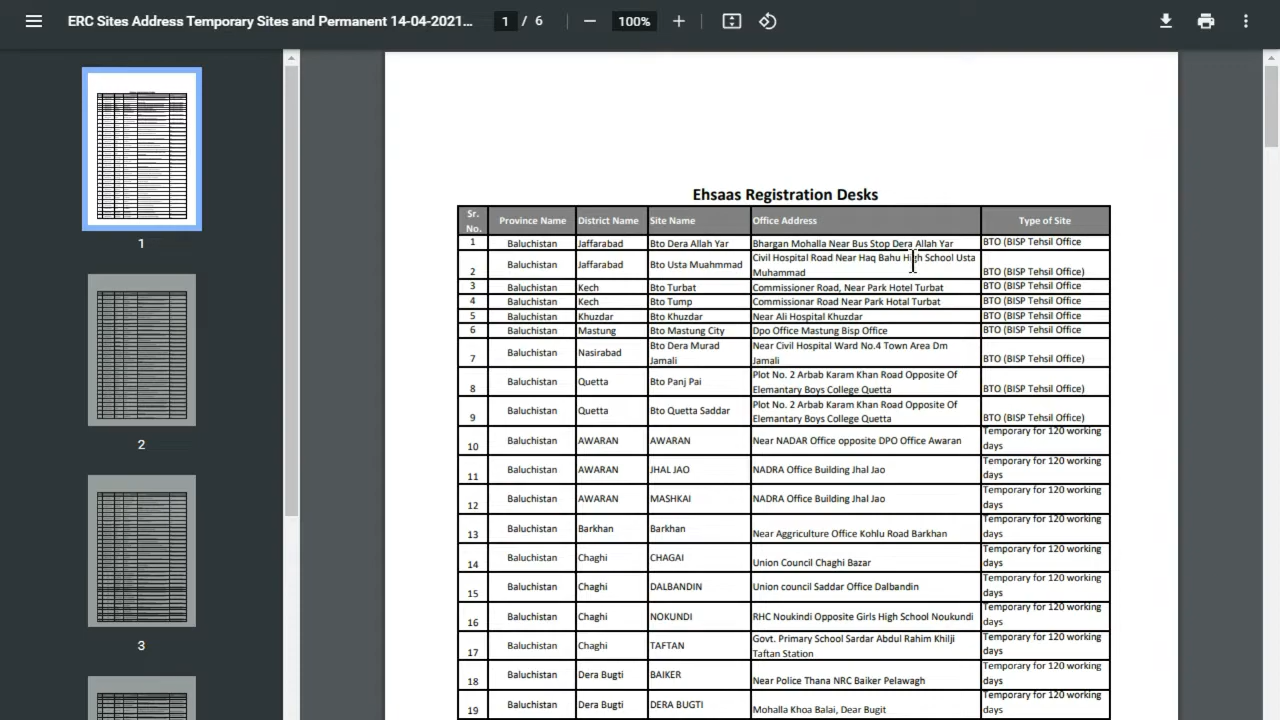 ERC Sites Address Temporary Sites and Permanent 14-04-2021...
1 / 6
100%
1
2
3
Ehsaas Registration Desks
Sr. No. Province Name District Name Site Name Office Address Type of Site
1 Baluchistan Jaffarabad Bto Dera Allah Yar Bhargan Mohalla Near Bus Stop Dera Allah Yar BTO (BISP Tehsil Office
2 Baluchistan Jaffarabad Bto Usta Muahmmad Civil Hospital Road Near Haq Bahu High School Usta Muhammad BTO (BISP Tehsil Office)
3 Baluchistan Kech Bto Turbat Commissioner Road, Near Park Hotel Turbat BTO (BISP Tehsil Office
4 Baluchistan Kech Bto Tump Commissionar Road Near Park Hotal Turbat BTO (BISP Tehsil Office
5 Baluchistan Khuzdar Bto Khuzdar Near Ali Hospital Khuzdar BTO (BISP Tehsil Office
6 Baluchistan Mastung Bto Mastung City Dpo Office Mastung Bisp Office BTO (BISP Tehsil Office
7 Baluchistan Nasirabad Bto Dera Murad Jamali Near Civil Hospital Ward No.4 Town Area Dm Jamali BTO (BISP Tehsil Office)
8 Baluchistan Quetta Bto Panj Pai Plot No. 2 Arbab Karam Khan Road Opposite Of Elemantary Boys College Quetta BTO (BISP Tehsil Office)
9 Baluchistan Quetta Bto Quetta Saddar Plot No. 2 Arbab Karam Khan Road Opposite Of Elemantary Boys College Quetta BTO (BISP Tehsil Office)
10 Baluchistan AWARAN AWARAN Near NADAR Office opposite DPO Office Awaran Temporary for 120 working days
11 Baluchistan AWARAN JHAL JAO NADRA Office Building Jhal Jao Temporary for 120 working days
12 Baluchistan AWARAN MASHKAI NADRA Office Building Jhal Jao Temporary for 120 working days
13 Baluchistan Barkhan Barkhan Near Aggriculture Office Kohlu Road Barkhan Temporary for 120 working days
14 Baluchistan Chaghi CHAGAI Union Council Chaghi Bazar Temporary for 120 working days
15 Baluchistan Chaghi DALBANDIN Union council Saddar Office Dalbandin Temporary for 120 working days
16 Baluchistan Chaghi NOKUNDI RHC Noukindi Opposite Girls High School Noukundi Temporary for 120 working days
17 Baluchistan Chaghi TAFTAN Govt. Primary School Sardar Abdul Rahim Khilji Taftan Station Temporary for 120 working days
18 Baluchistan Dera Bugti BAIKER Near Police Thana NRC Baiker Pelawagh Temporary for 120 working days
19 Baluchistan Dera Bugti DERA BUGTI Mohalla Khoa Balai, Dear Bugit Temporary for 120 working days